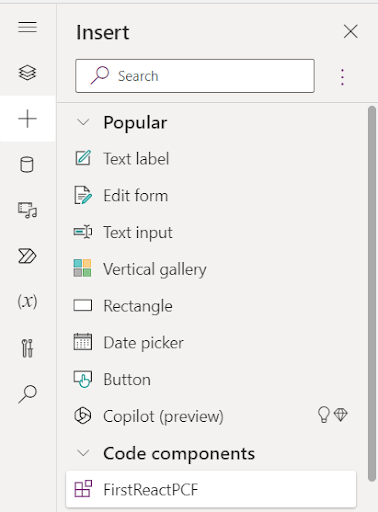 Insert
Search
Popular
Text label
Edit form
Text input
Vertical gallery
Rectangle
Date picker
Button
Copilot (preview)
(x)
Code components
FirstReactPCF